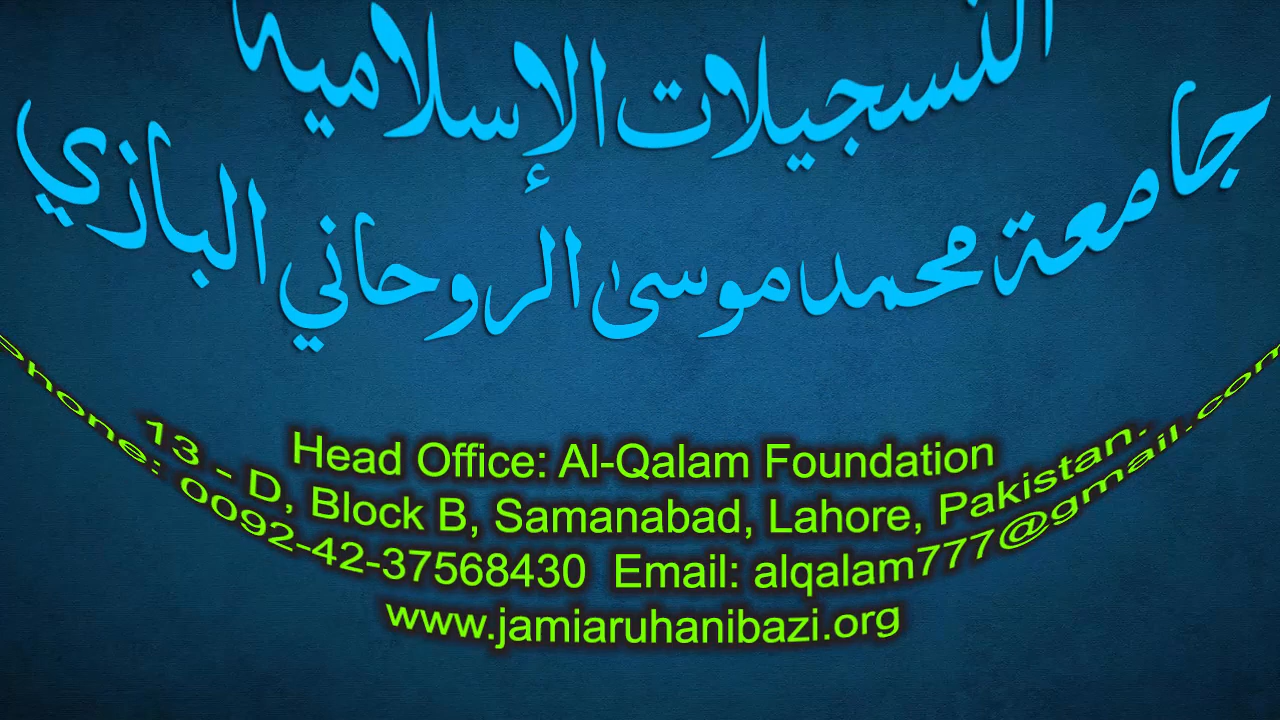 التسجيلات الإسلامية
جامعة محمد موسىٰ الروحاني البازي
Head Office: Al-Qalam Foundation
13 - D, Block B, Samanabad, Lahore, Pakistan.
Phone: 0092-42-37568430 Email: alqalam777@gmail.com
www.jamiaruhanibazi.org